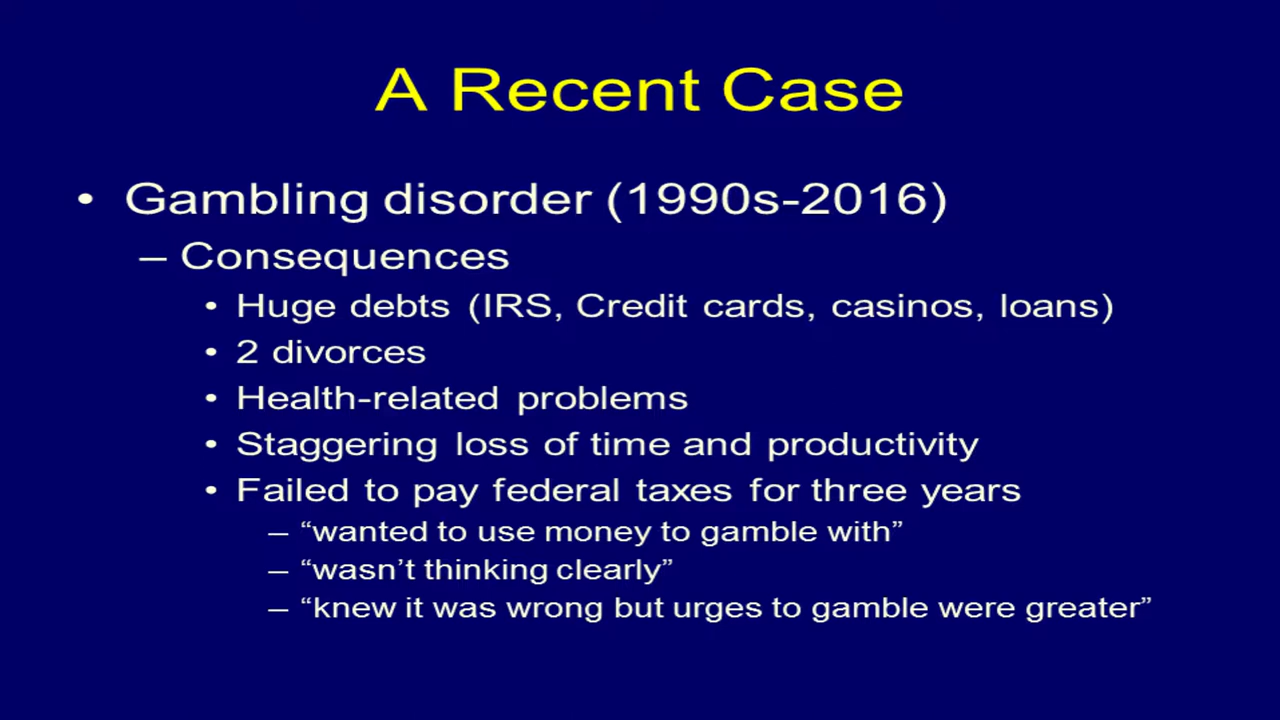 A Recent Case
• Gambling disorder (1990s-2016)
– Consequences
• Huge debts (IRS, Credit cards, casinos, loans)
• 2 divorces
• Health-related problems
• Staggering loss of time and productivity
• Failed to pay federal taxes for three years
– “wanted to use money to gamble with”
– “wasn’t thinking clearly”
– “knew it was wrong but urges to gamble were greater”